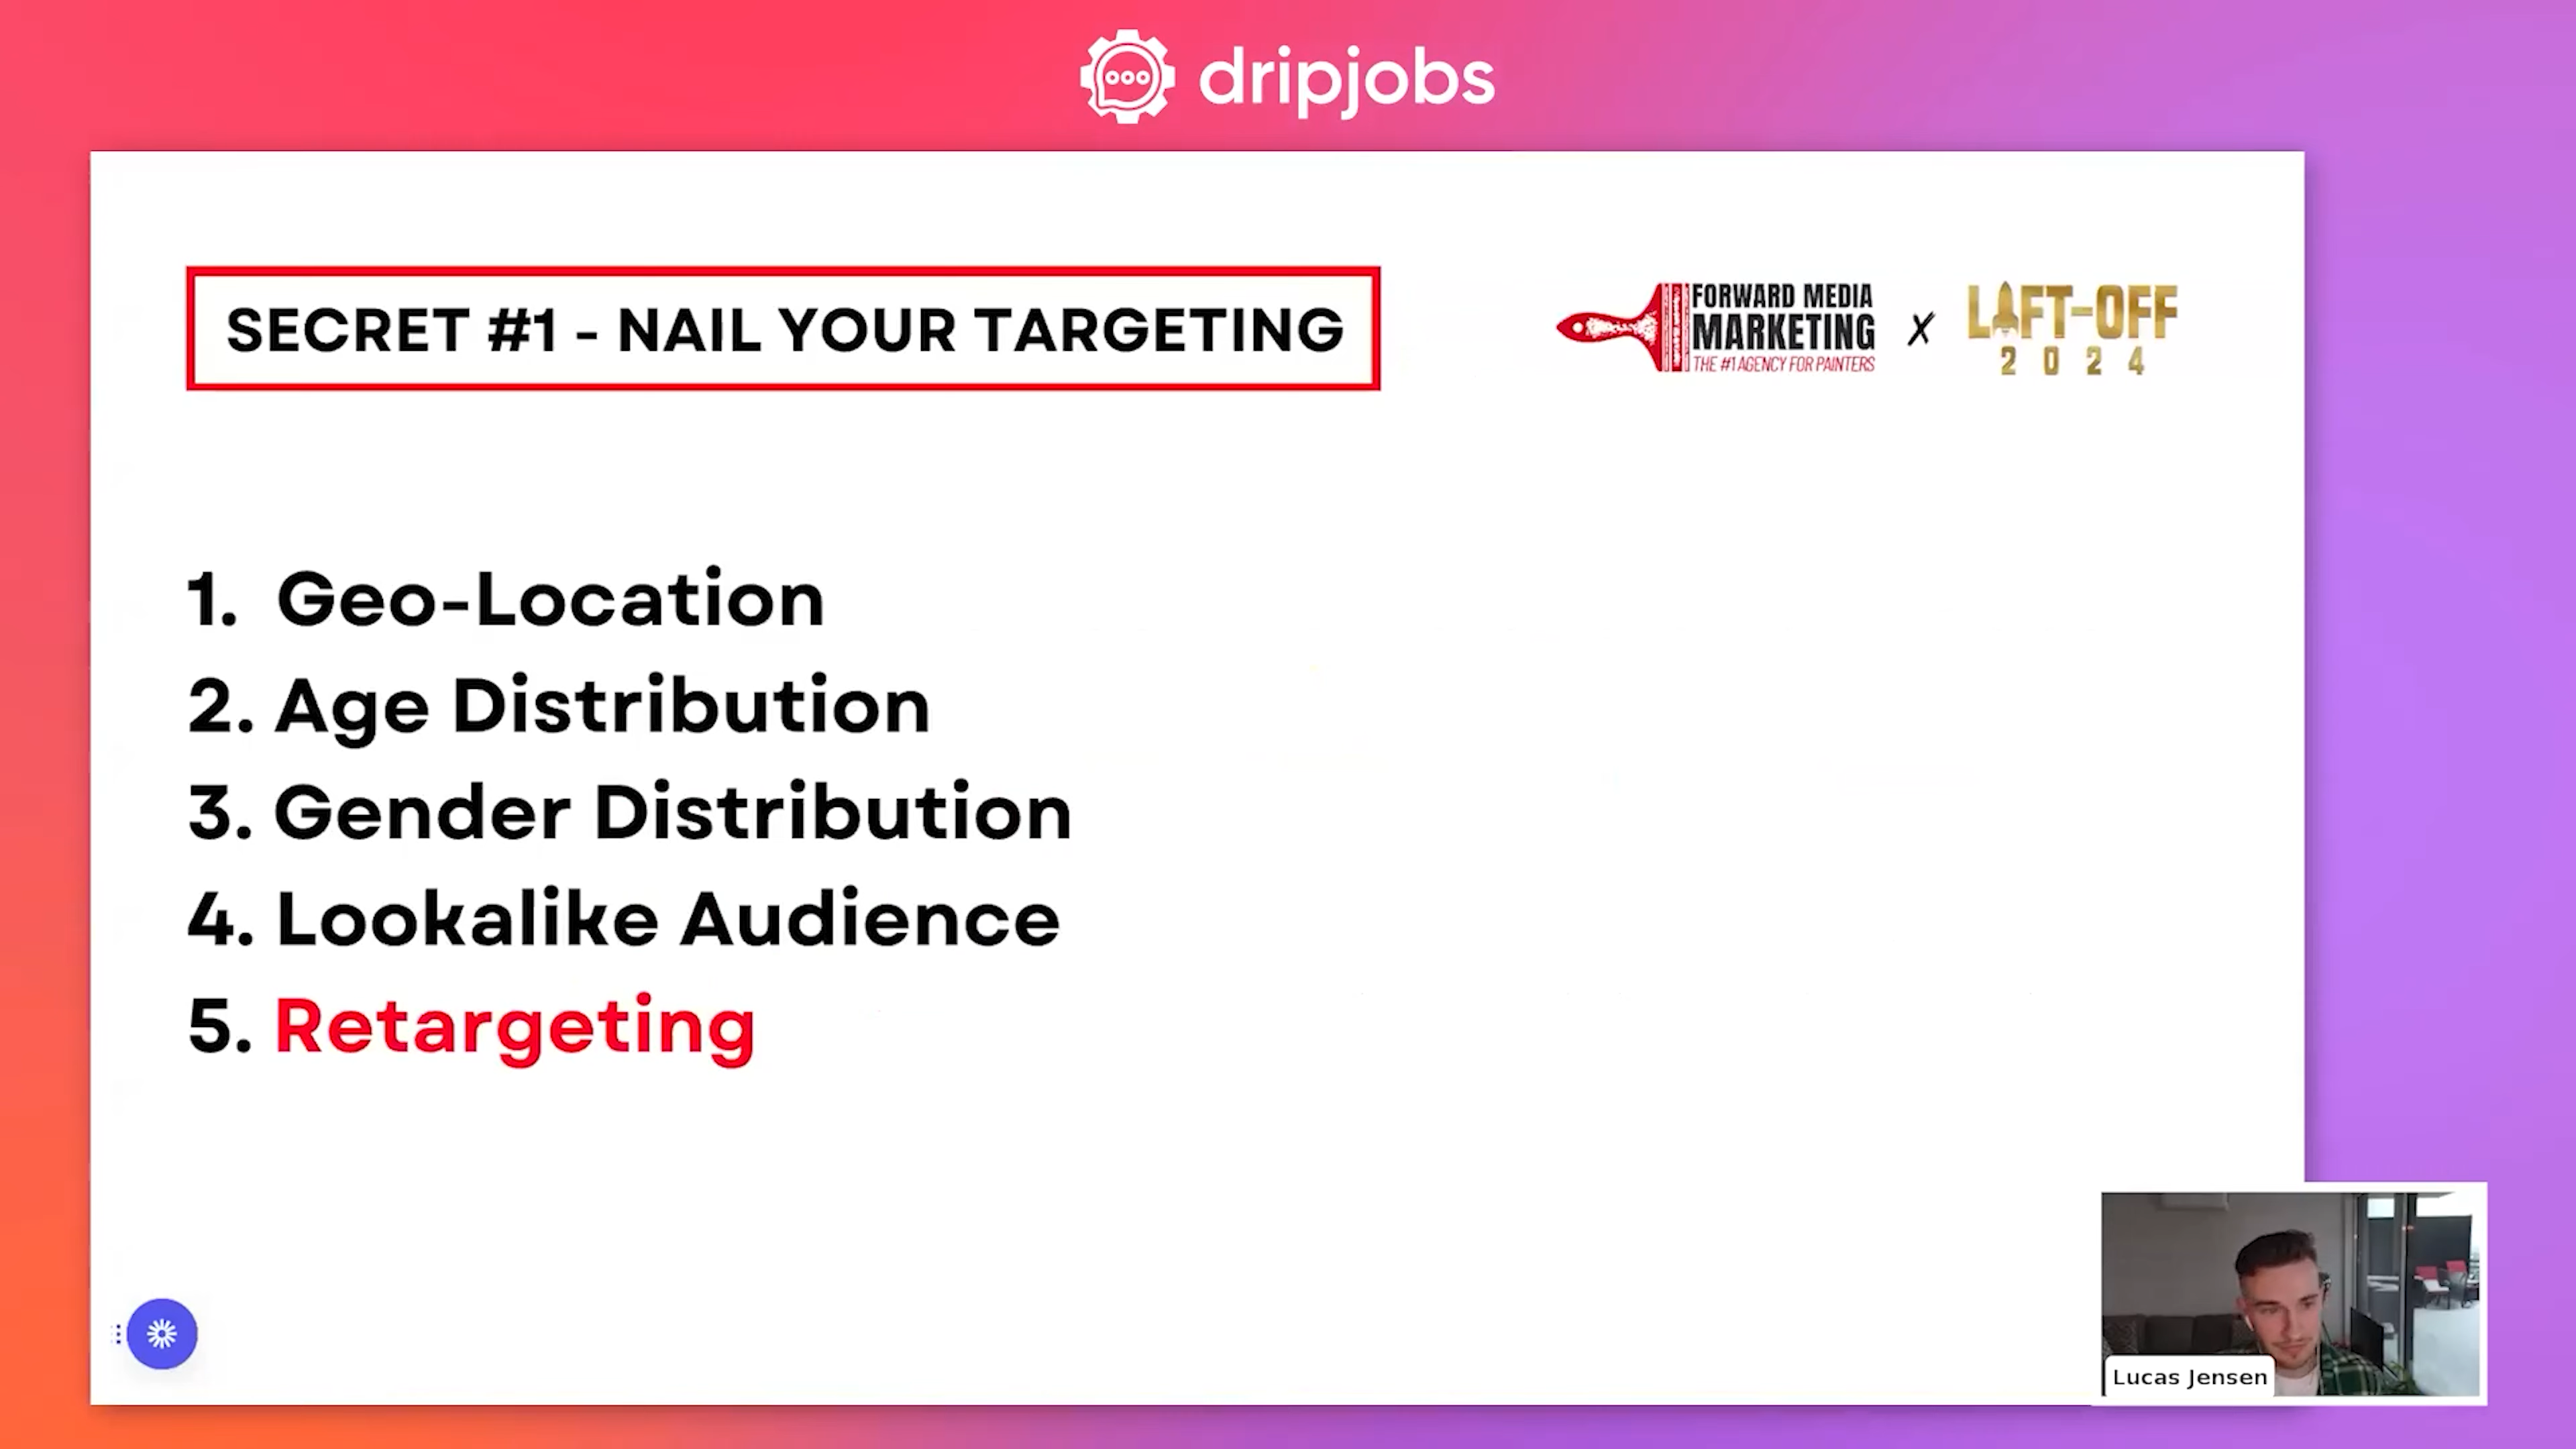 dripjobs
SECRET #1 - NAIL YOUR TARGETING
FORWARD MEDIA
MARKETING
THE #1 AGENCY FOR PAINTERS
X
LIFT-OFF
2024
1. Geo-Location
2. Age Distribution
3. Gender Distribution
4. Lookalike Audience
5. Retargeting
Lucas Jensen